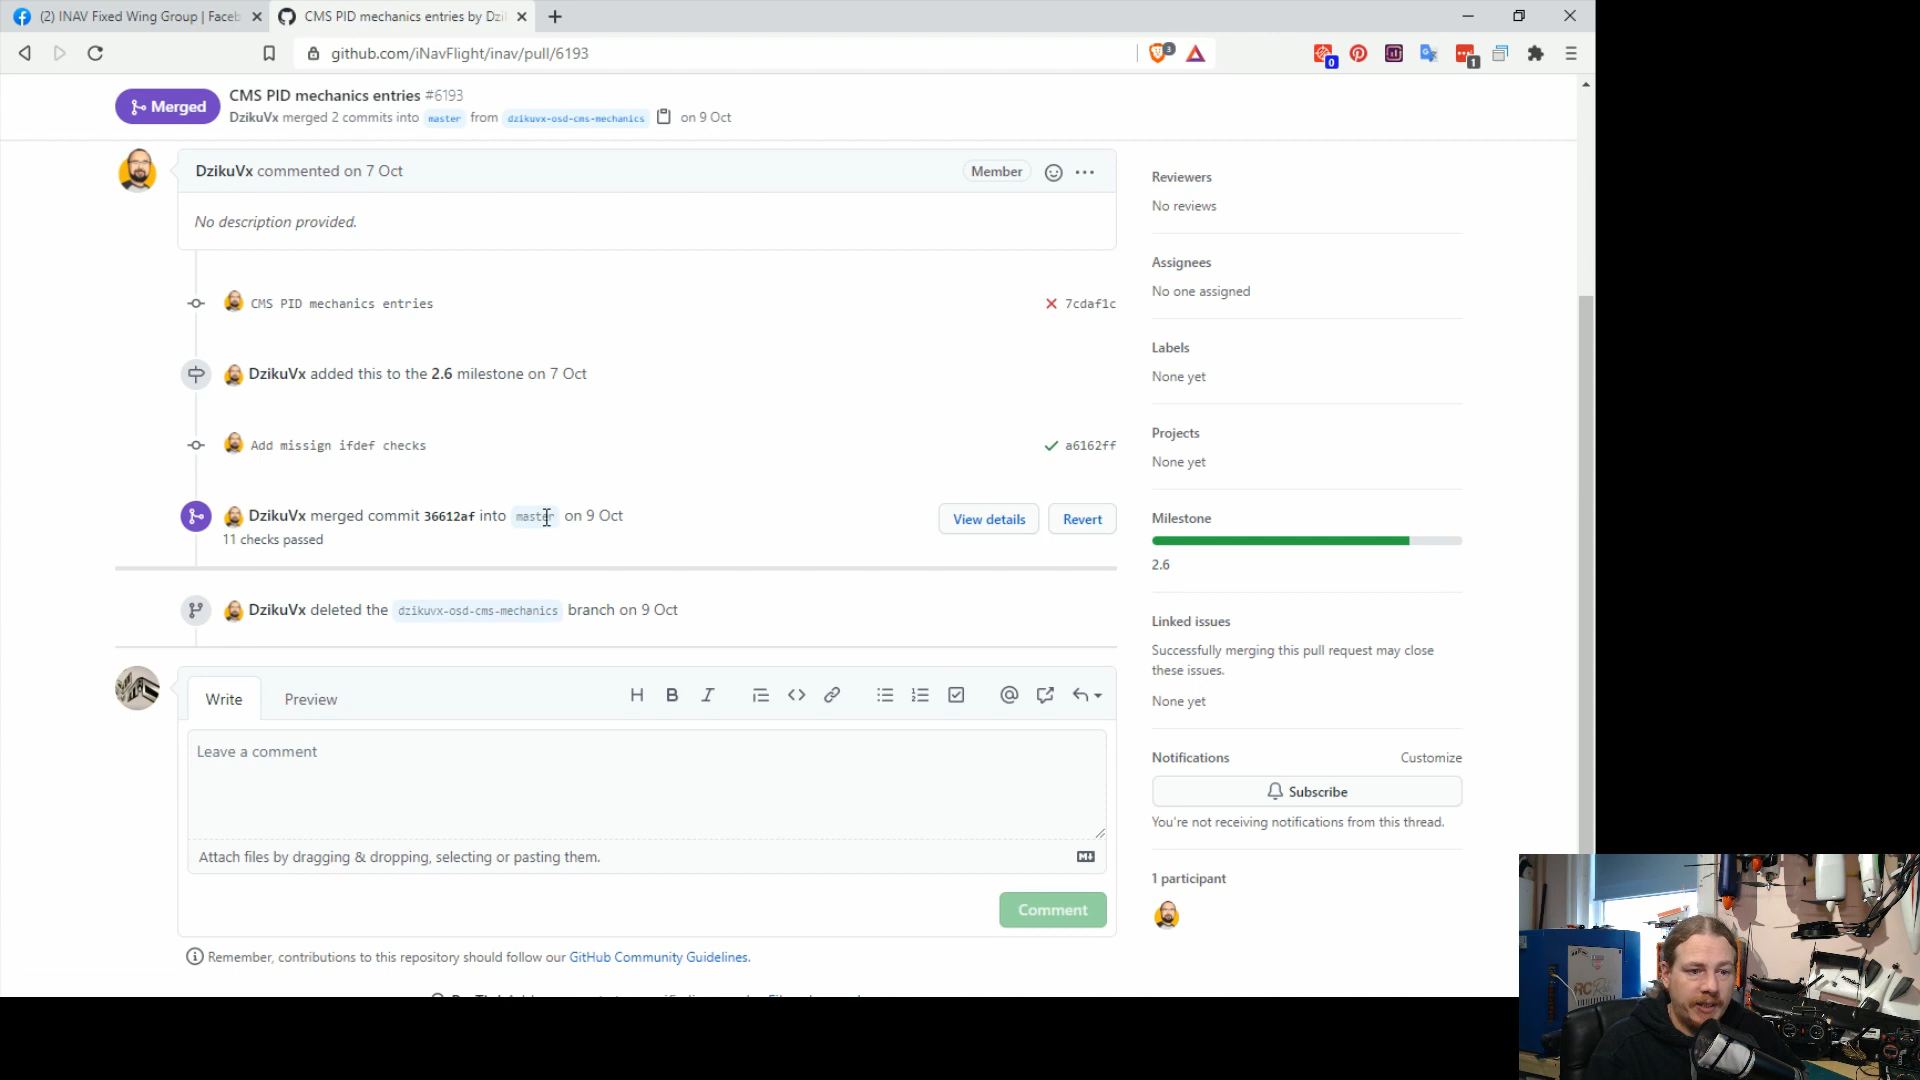 (2) INAV Fixed Wing Group | Faceb
CMS PID mechanics entries by Dzi
github.com/iNavFlight/inav/pull/6193
3
0
1
Merged
CMS PID mechanics entries #6193
DzikuVx merged 2 commits into master from dzikuvx-osd-cms-mechanics on 9 Oct
DzikuVx commented on 7 Oct
Member
No description provided.
CMS PID mechanics entries
7cdaf1c
DzikuVx added this to the 2.6 milestone on 7 Oct
Add missign ifdef checks
a6162ff
DzikuVx merged commit 36612af into master on 9 Oct
11 checks passed
View details
Revert
DzikuVx deleted the dzikuvx-osd-cms-mechanics branch on 9 Oct
Write
Preview
Leave a comment
Attach files by dragging & dropping, selecting or pasting them.
Comment
Remember, contributions to this repository should follow our GitHub Community Guidelines.
Reviewers
No reviews
Assignees
No one assigned
Labels
None yet
Projects
None yet
Milestone
2.6
Linked issues
Successfully merging this pull request may close
these issues.
None yet
Notifications
Customize
Subscribe
You're not receiving notifications from this thread.
1 participant